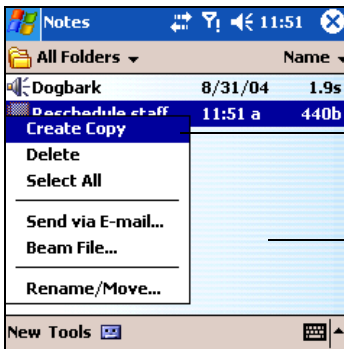 Notes 11:51
All Folders Name
Dogbark 8/31/04 1.9s
Reschedule staff 11:51 a 440b
Create Copy
Delete
Select All
Send via E-mail...
Beam File...
Rename/Move...
New Tools